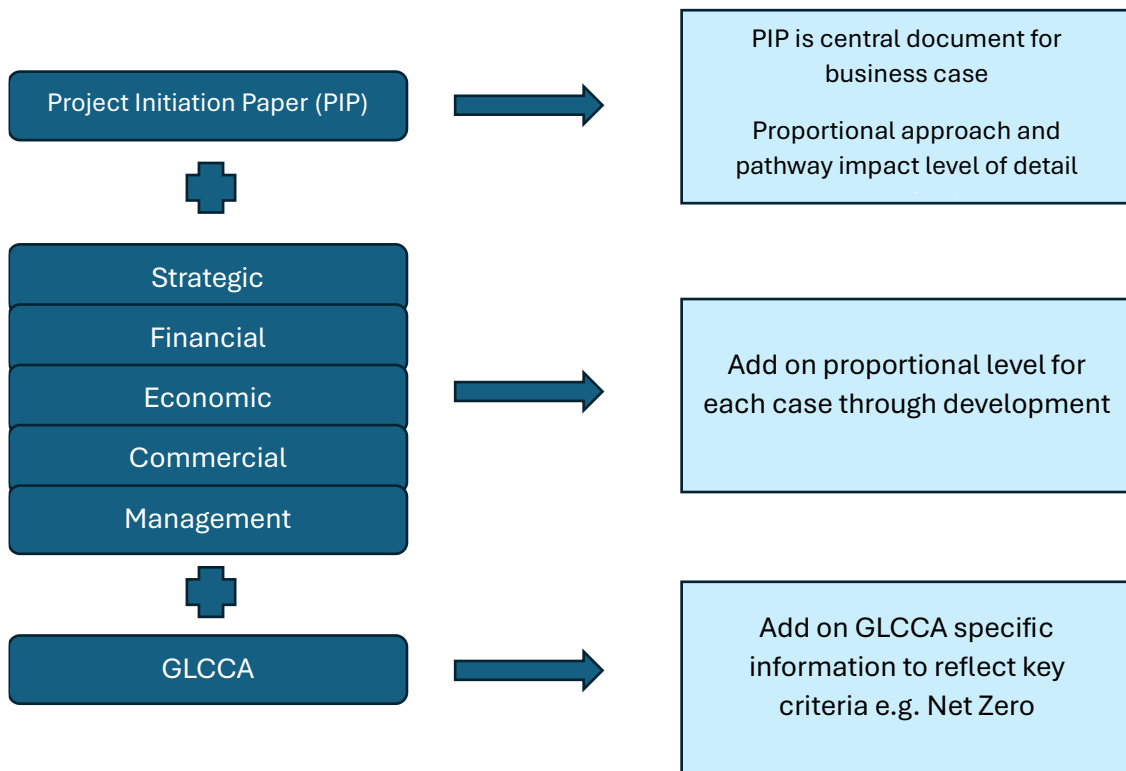 Project Initiation Paper (PIP)
PIP is central document for
business case
Proportional approach and
pathway impact level of detail
Strategic
Financial
Economic
Commercial
Management
Add on proportional level for
each case through development
GLCCA
Add on GLCCA specific
information to reflect key
criteria e.g. Net Zero